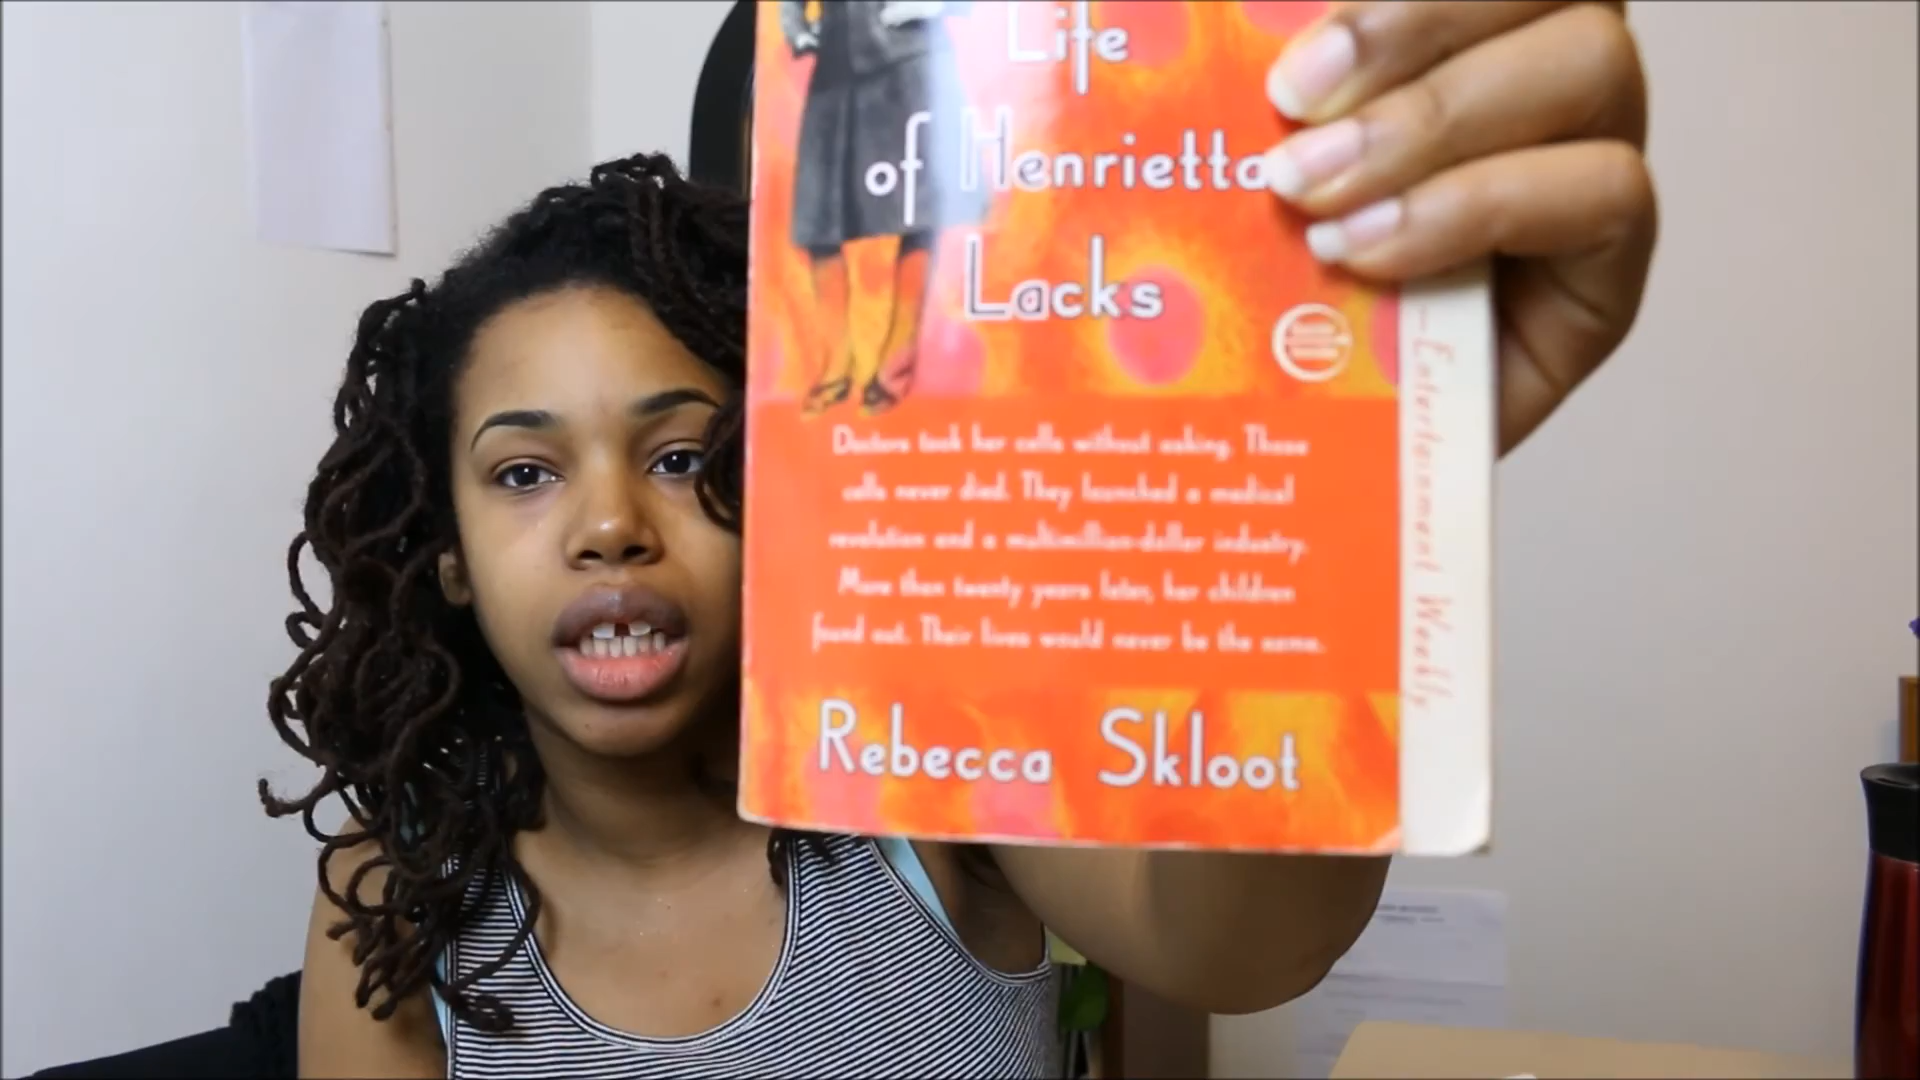 Life
of Henrietta
Lacks
Doctors took her cells without asking. Those
cells never died. They launched a medical
revolution and a multimillion-dollar industry.
More than twenty years later, her children
found out. Their lives would never be the same.
Rebecca Skloot
—Entertainment Weekly